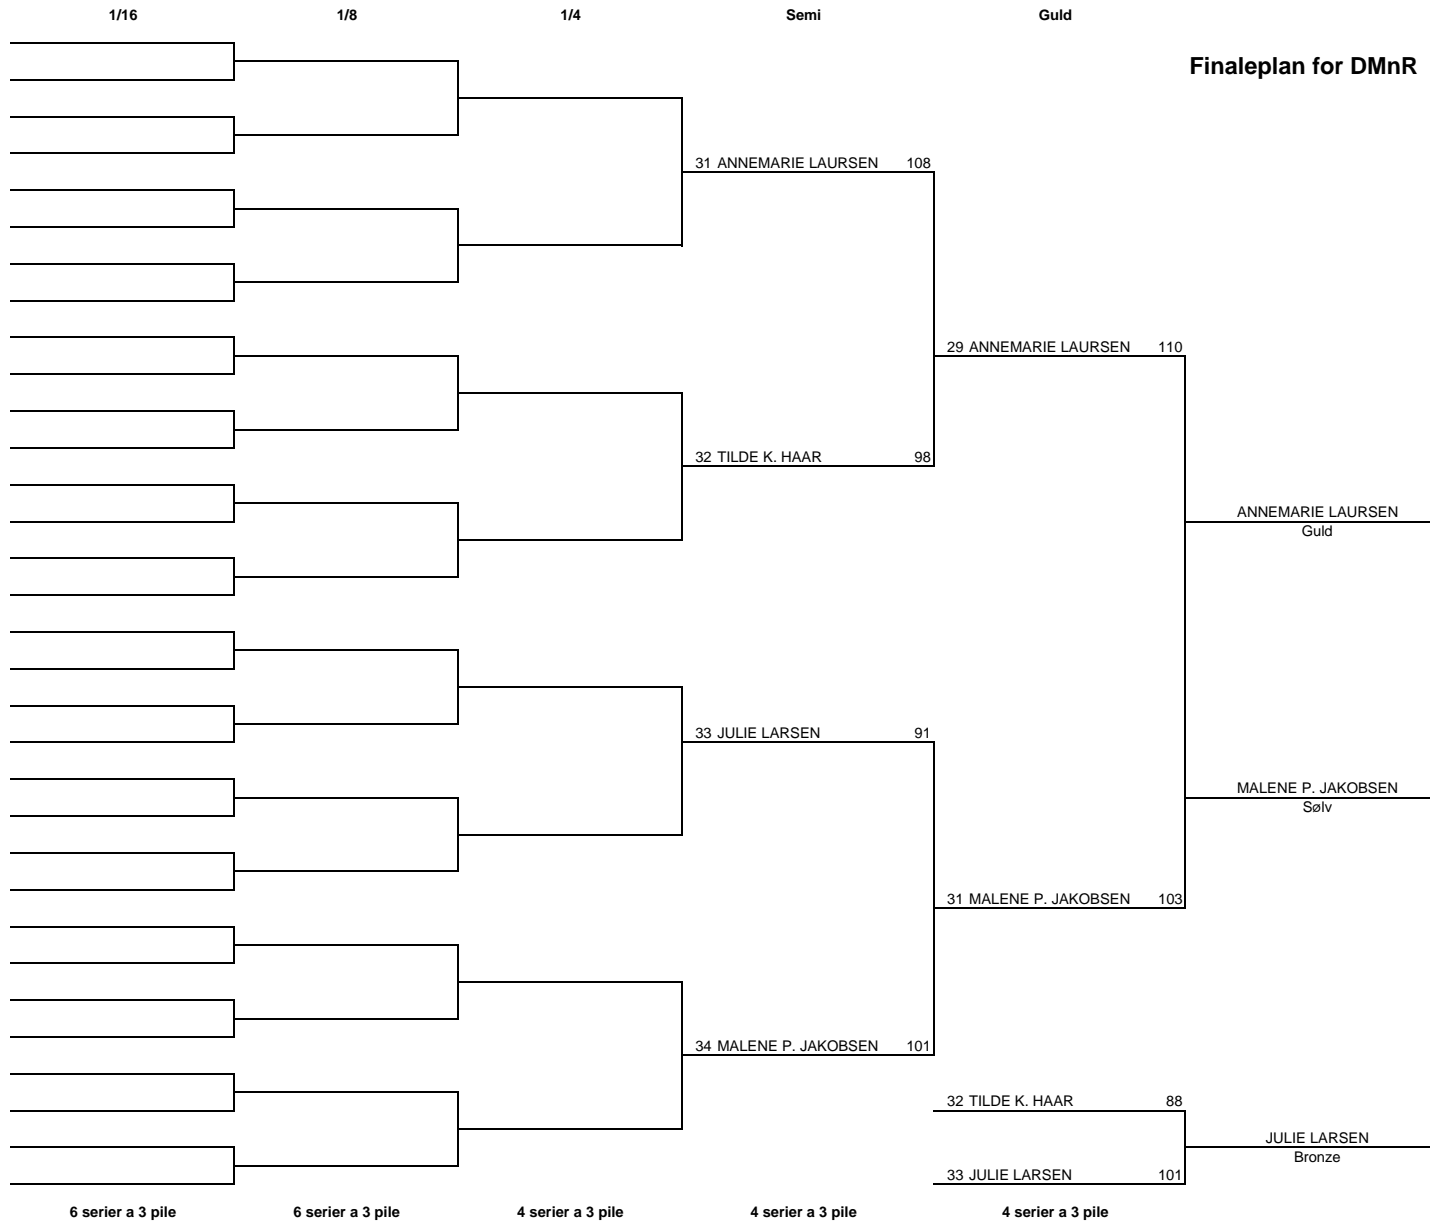 1/16 1/8 1/4 Semi Guld
Finaleplan for DMnR
31 ANNEMARIE LAURSEN 108
29 ANNEMARIE LAURSEN 110
32 TILDE K. HAAR 98
ANNEMARIE LAURSEN
Guld
33 JULIE LARSEN 91
MALENE P. JAKOBSEN
Sølv
31 MALENE P. JAKOBSEN 103
34 MALENE P. JAKOBSEN 101
32 TILDE K. HAAR 88
JULIE LARSEN
Bronze
33 JULIE LARSEN 101
6 serier a 3 pile 6 serier a 3 pile 4 serier a 3 pile 4 serier a 3 pile 4 serier a 3 pile